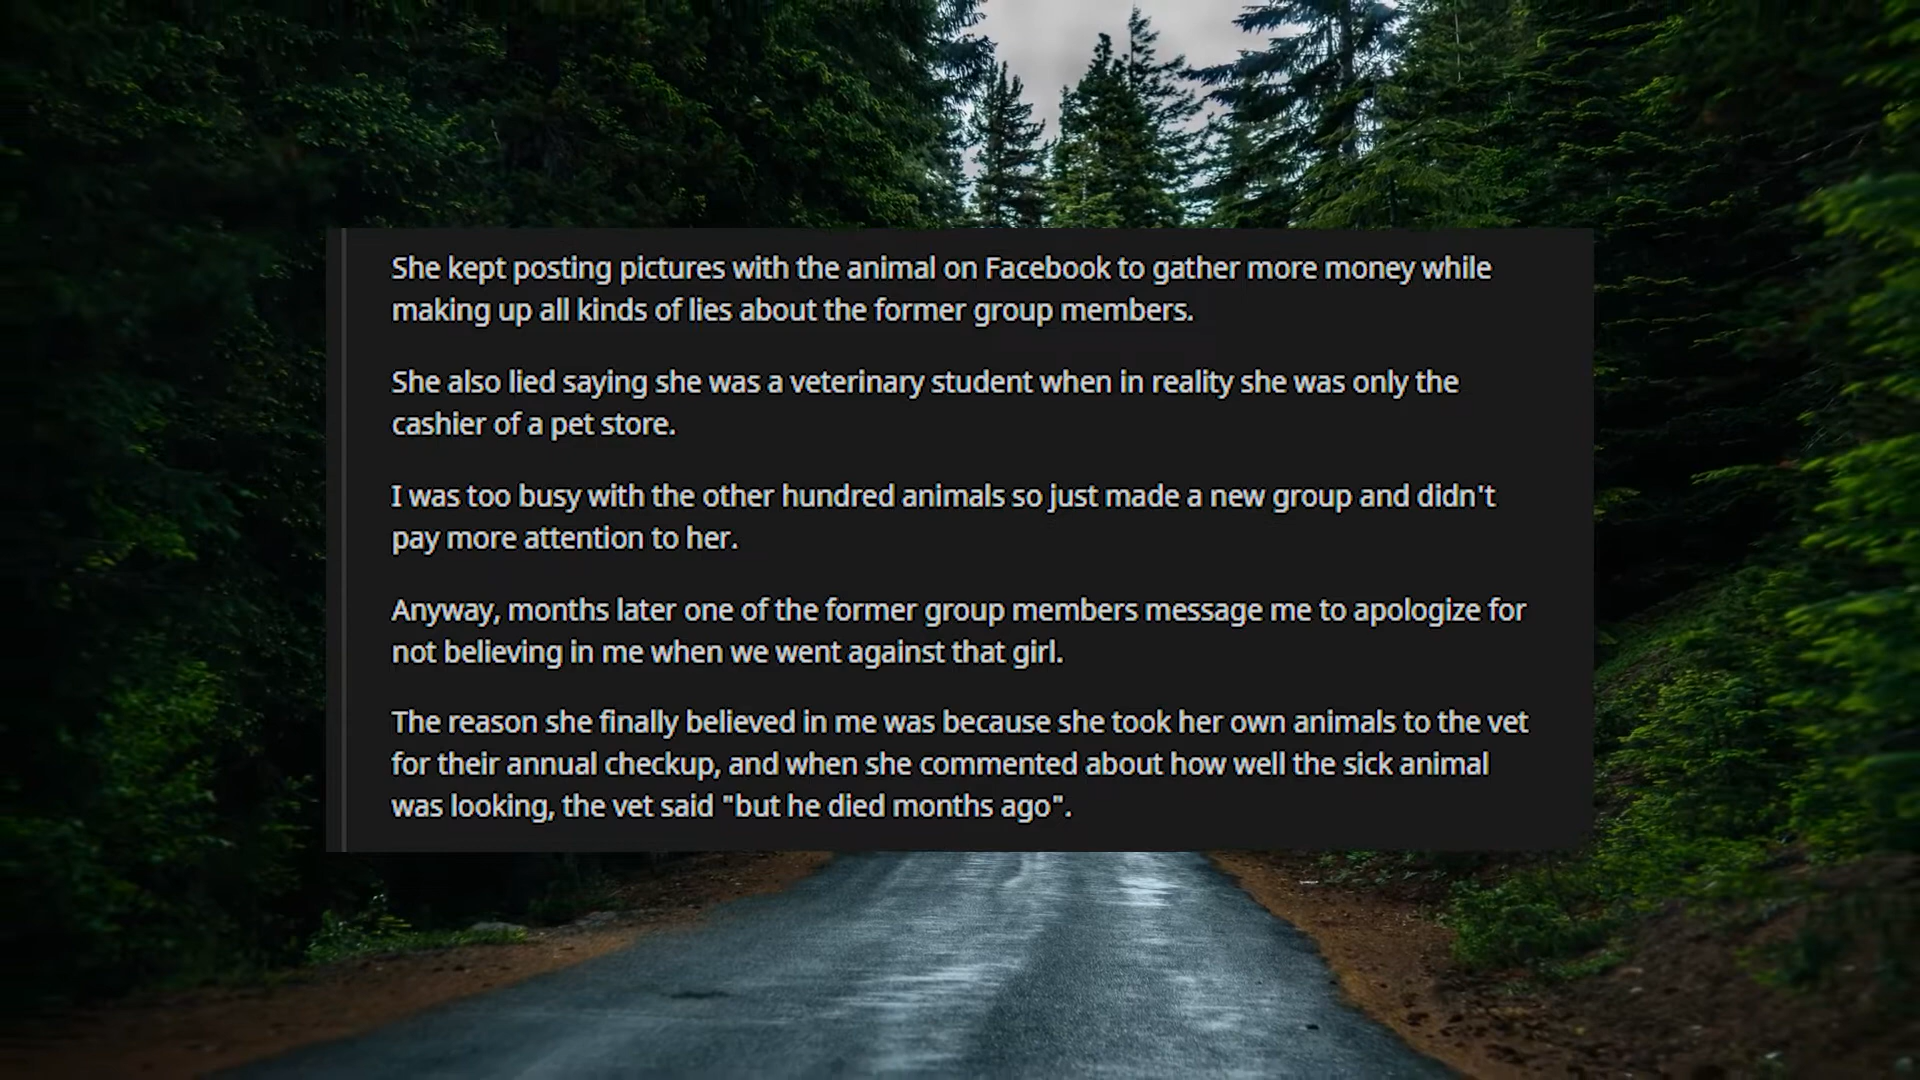 She kept posting pictures with the animal on Facebook to gather more money while
making up all kinds of lies about the former group members.
She also lied saying she was a veterinary student when in reality she was only the
cashier of a pet store.
I was too busy with the other hundred animals so just made a new group and didn't
pay more attention to her.
Anyway, months later one of the former group members message me to apologize for
not believing in me when we went against that girl.
The reason she finally believed in me was because she took her own animals to the vet
for their annual checkup, and when she commented about how well the sick animal
was looking, the vet said "but he died months ago".